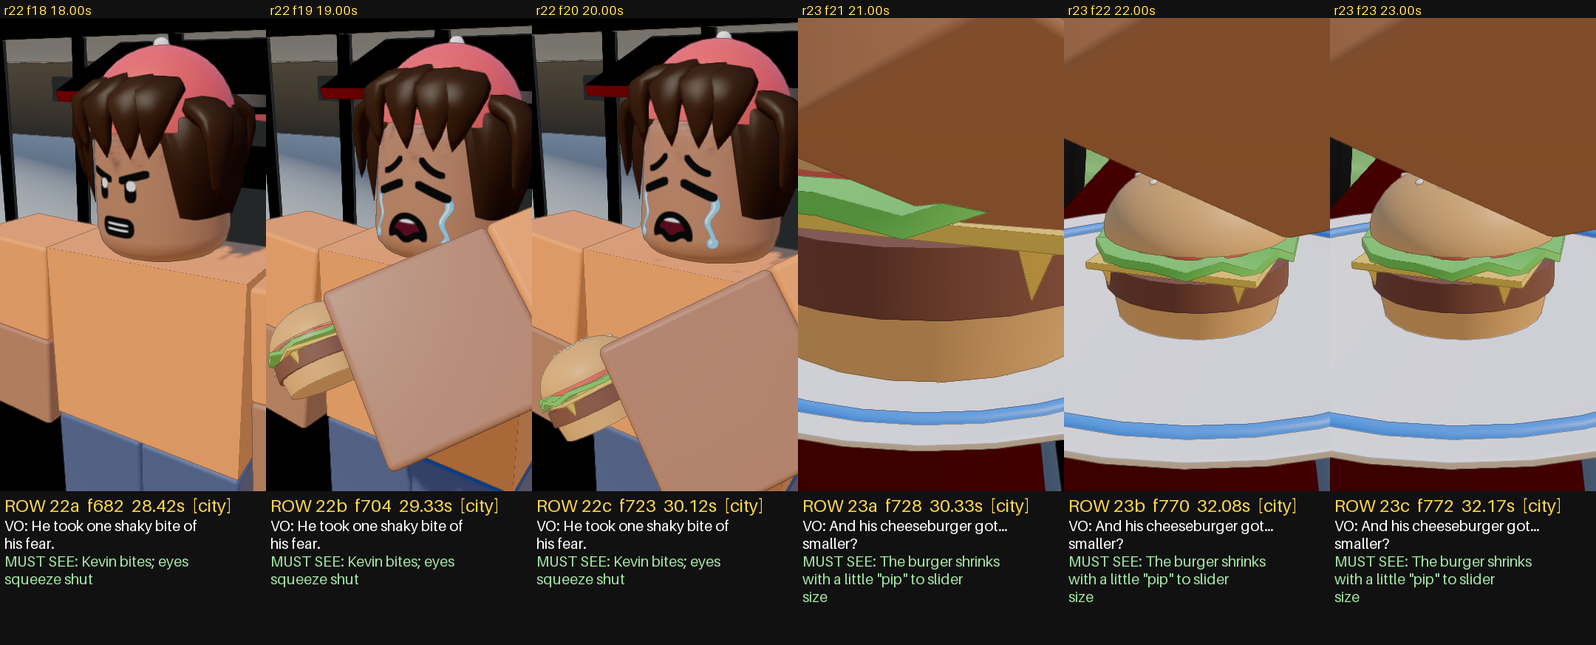 r22 f18 18.00s
r22 f19 19.00s
r22 f20 20.00s
r23 f21 21.00s
r23 f22 22.00s
r23 f23 23.00s
ROW 22a f682 28.42s [city]
VO: He took one shaky bite of
his fear.
MUST SEE: Kevin bites; eyes
squeeze shut
ROW 22b f704 29.33s [city]
VO: He took one shaky bite of
his fear.
MUST SEE: Kevin bites; eyes
squeeze shut
ROW 22c f723 30.12s [city]
VO: He took one shaky bite of
his fear.
MUST SEE: Kevin bites; eyes
squeeze shut
ROW 23a f728 30.33s [city]
VO: And his cheeseburger got...
smaller?
MUST SEE: The burger shrinks
with a little "pip" to slider
size
ROW 23b f770 32.08s [city]
VO: And his cheeseburger got...
smaller?
MUST SEE: The burger shrinks
with a little "pip" to slider
size
ROW 23c f772 32.17s [city]
VO: And his cheeseburger got...
smaller?
MUST SEE: The burger shrinks
with a little "pip" to slider
size